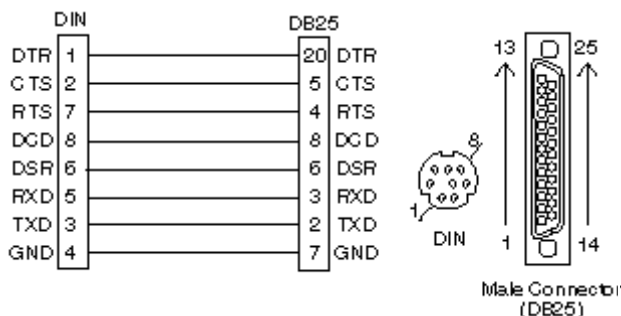 DIN DB25
DTR 1 20 DTR
CTS 2 5 CTS
RTS 7 4 RTS
DCD 8 8 DCD
DSR 6 6 DSR
RXD 5 3 RXD
TXD 3 2 TXD
GND 4 7 GND
8
1
DIN
13 25
1 14
Male Connector
(DB25)